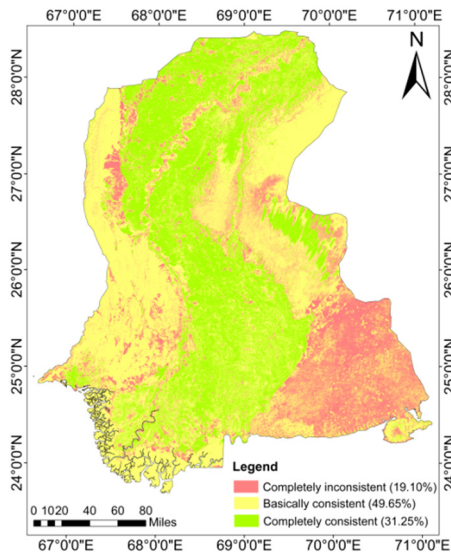 67°0'0"E 68°0'0"E 69°0'0"E 70°0'0"E 71°0'0"E
N
28°0'0"N 28°0'0"N
27°0'0"N 27°0'0"N
26°0'0"N 26°0'0"N
25°0'0"N 25°0'0"N
24°0'0"N 24°0'0"N
Legend
Completely inconsistent (19.10%)
Basically consistent (49.65%)
Completely consistent (31.25%)
0 1020 40 60 80
Miles
67°0'0"E 68°0'0"E 69°0'0"E 70°0'0"E 71°0'0"E